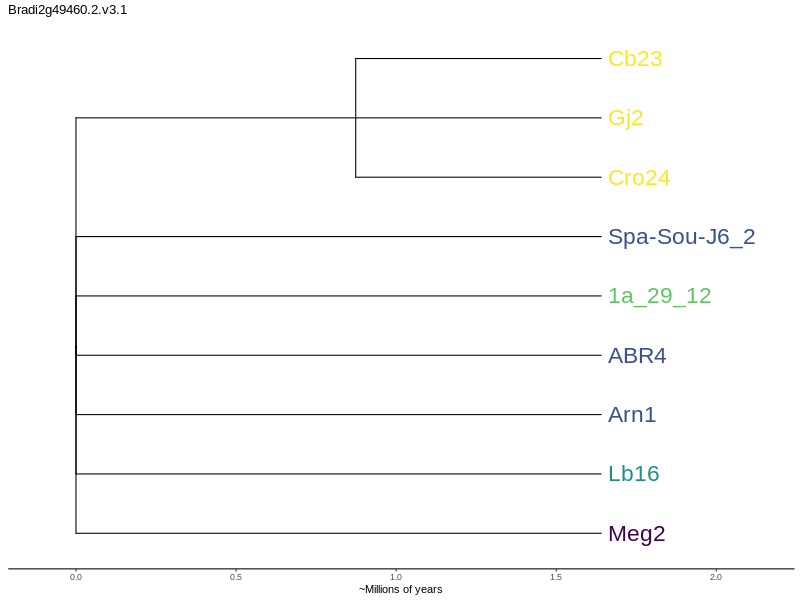 Bradi2g49460.2.v3.1
Cb23
Gj2
Cro24
Spa-Sou-J6_2
1a_29_12
ABR4
Arn1
Lb16
Meg2
0.0 0.5 1.0 1.5 2.0
~Millions of years